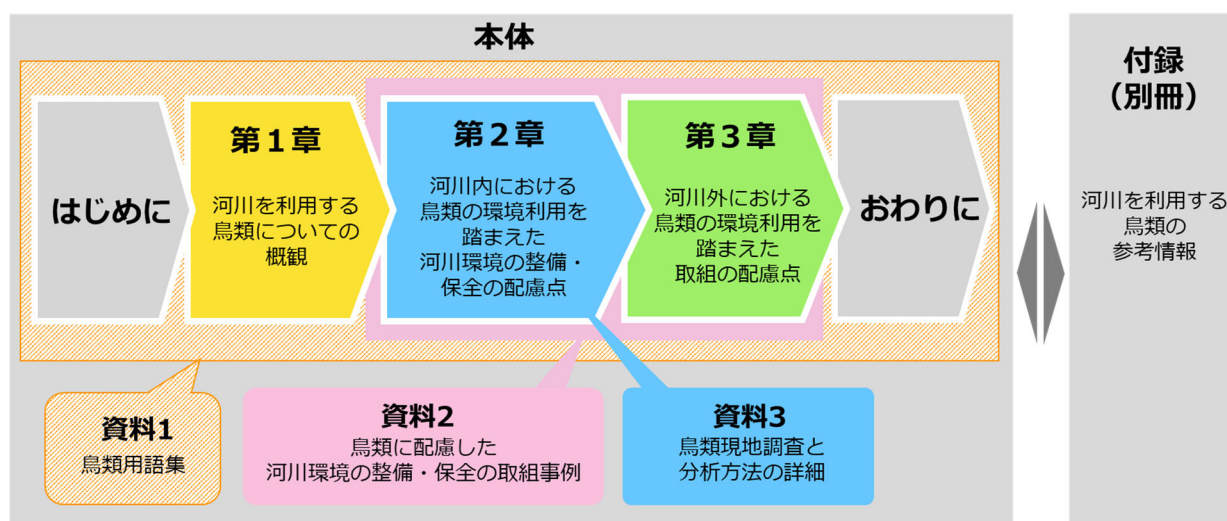 本体
はじめに
第１章
河川を利用する
鳥類についての
概観
第２章
河川内における
鳥類の環境利用を
踏まえた
河川環境の整備・
保全の配慮点
第３章
河川外における
鳥類の環境利用を
踏まえた
取組の配慮点
おわりに
資料1
鳥類用語集
資料2
鳥類に配慮した
河川環境の整備・保全の取組事例
資料3
鳥類現地調査と
分析方法の詳細
付録
（別冊）
河川を利用する
鳥類の
参考情報